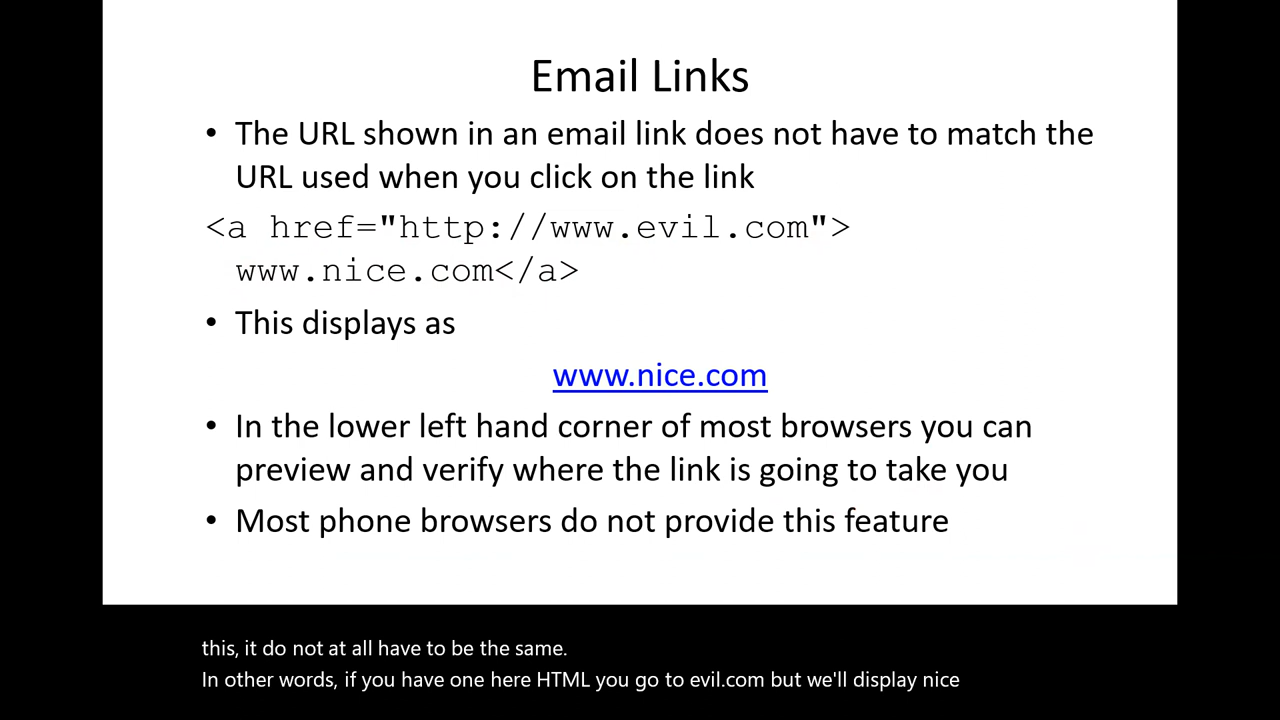 Email Links
• The URL shown in an email link does not have to match the
URL used when you click on the link
<a href="http://www.evil.com">
www.nice.com</a>
• This displays as
www.nice.com
• In the lower left hand corner of most browsers you can
preview and verify where the link is going to take you
• Most phone browsers do not provide this feature
this, it do not at all have to be the same.
In other words, if you have one here HTML you go to evil.com but we'll display nice